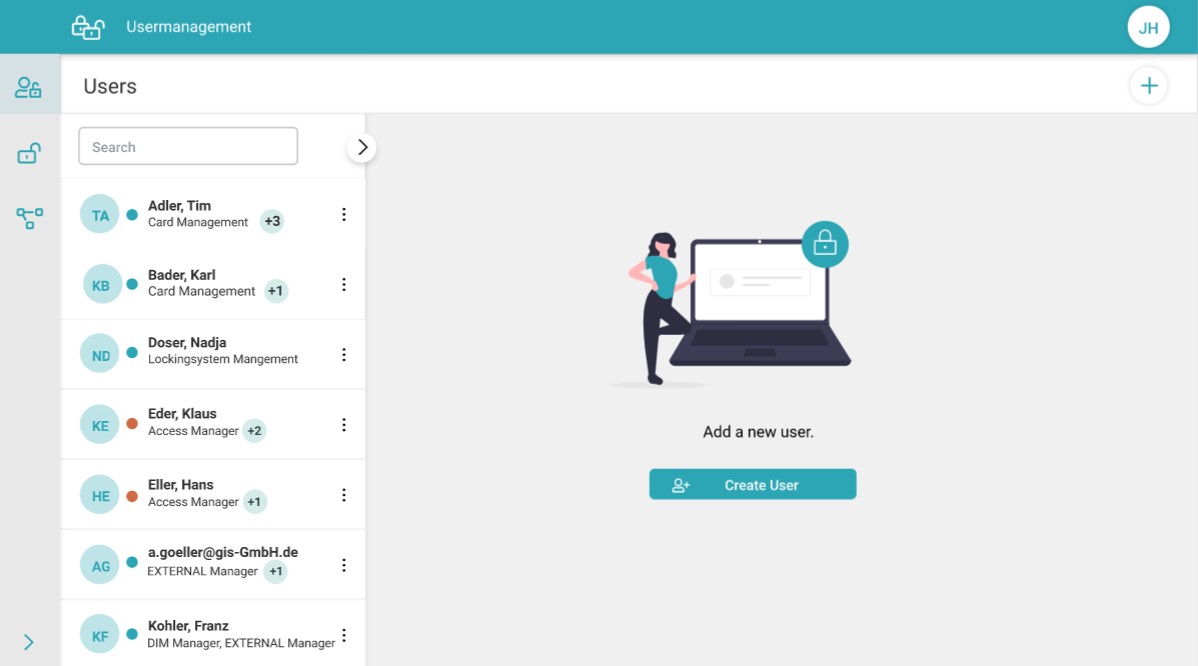 Usermanagement
JH
Users
Search
TA
Adler, Tim
Card Management +3
KB
Bader, Karl
Card Management +1
ND
Doser, Nadja
Lockingsystem Mangement
KE
Eder, Klaus
Access Manager +2
HE
Eller, Hans
Access Manager +1
AG
a.goeller@gis-GmbH.de
EXTERNAL Manager +1
KF
Kohler, Franz
DIM Manager, EXTERNAL Manager
Add a new user.
Create User